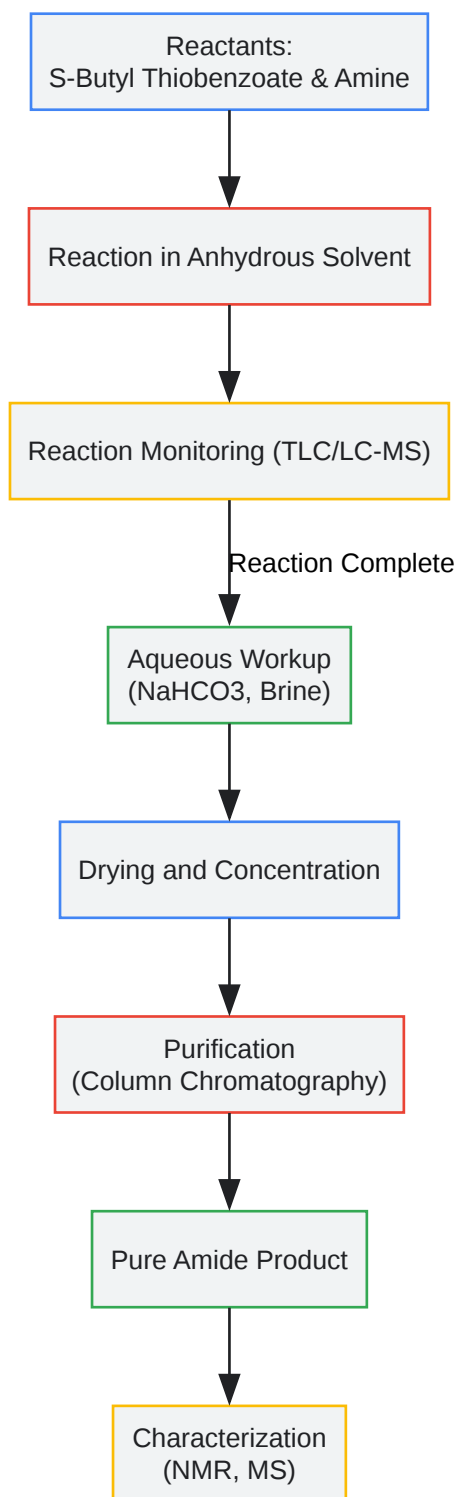 Reactants:
S-Butyl Thiobenzoate & Amine
Reaction in Anhydrous Solvent
Reaction Monitoring (TLC/LC-MS)
Reaction Complete
Aqueous Workup
(NaHCO3, Brine)
Drying and Concentration
Purification
(Column Chromatography)
Pure Amide Product
Characterization
(NMR, MS)